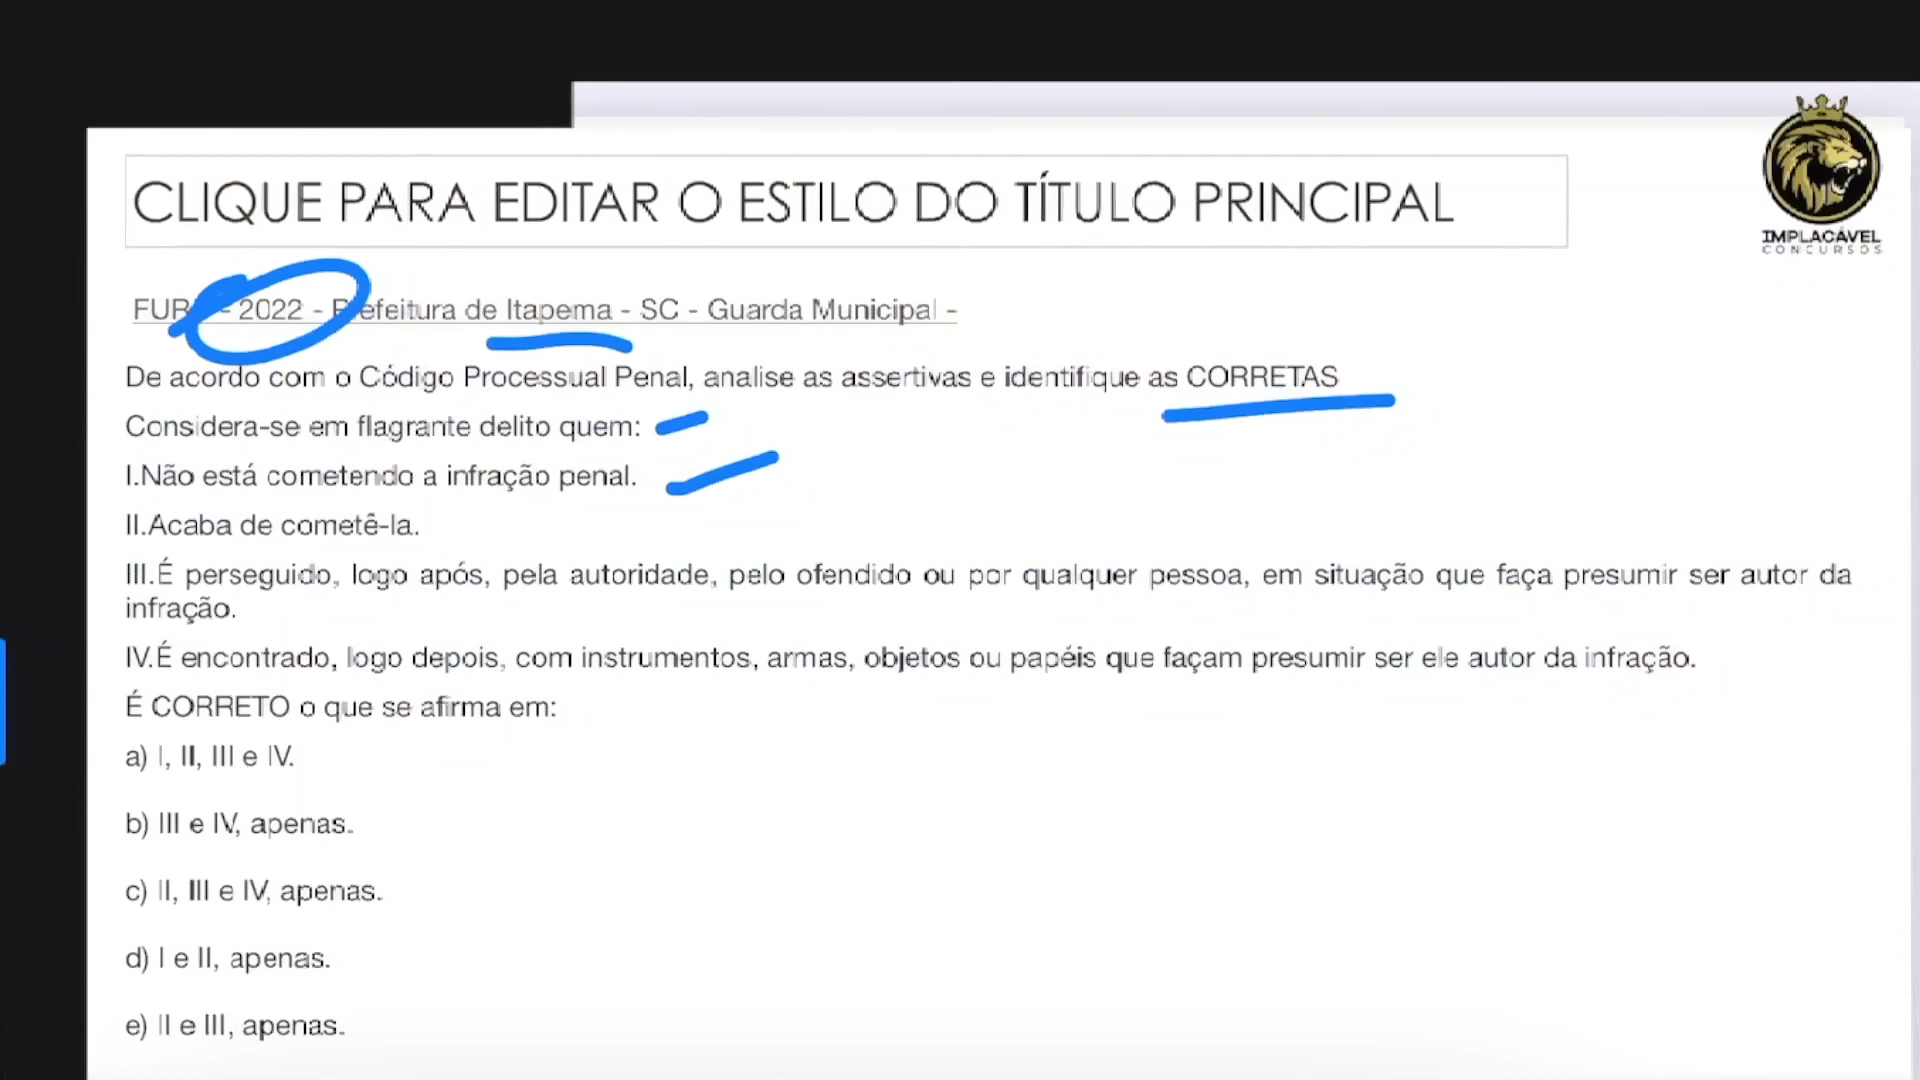 CLIQUE PARA EDITAR O ESTILO DO TÍTULO PRINCIPAL
IMPLACÁVEL
CONCURSOS
2022 - Prefeitura de Itapema - SC - Guarda Municipal -
De acordo com o Código Processual Penal, analise as assertivas e identifique as CORRETAS
Considera-se em flagrante delito quem:
I.Não está cometendo a infração penal.
II.Acaba de cometê-la.
III.É perseguido, logo após, pela autoridade, pelo ofendido ou por qualquer pessoa, em situação que faça presumir ser autor da
infração.
IV.É encontrado, logo depois, com instrumentos, armas, objetos ou papéis que façam presumir ser ele autor da infração.
É CORRETO o que se afirma em:
a) I, II, III e IV.
b) III e IV, apenas.
c) II, III e IV, apenas.
d) I e II, apenas.
e) II e III, apenas.